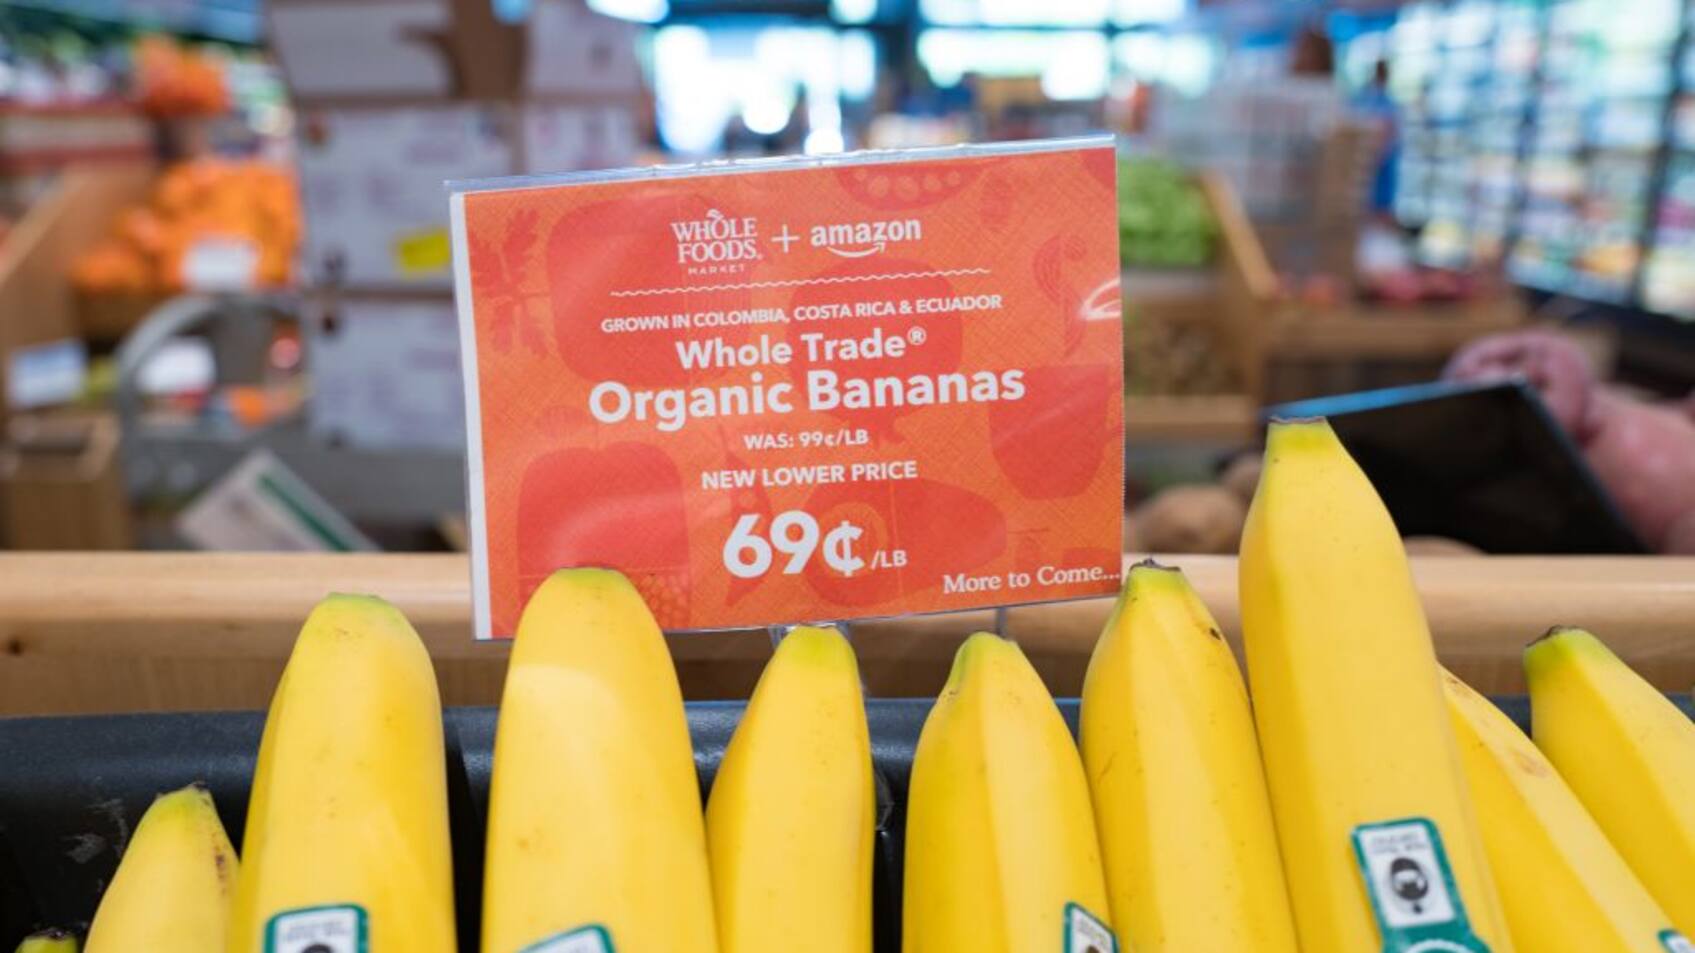 WHOLE
FOODS®
MARKET
+ amazon
GROWN IN COLOMBIA, COSTA RICA & ECUADOR
Whole Trade®
Organic Bananas
WAS: 99¢/LB
NEW LOWER PRICE
69¢/LB
More to Come...